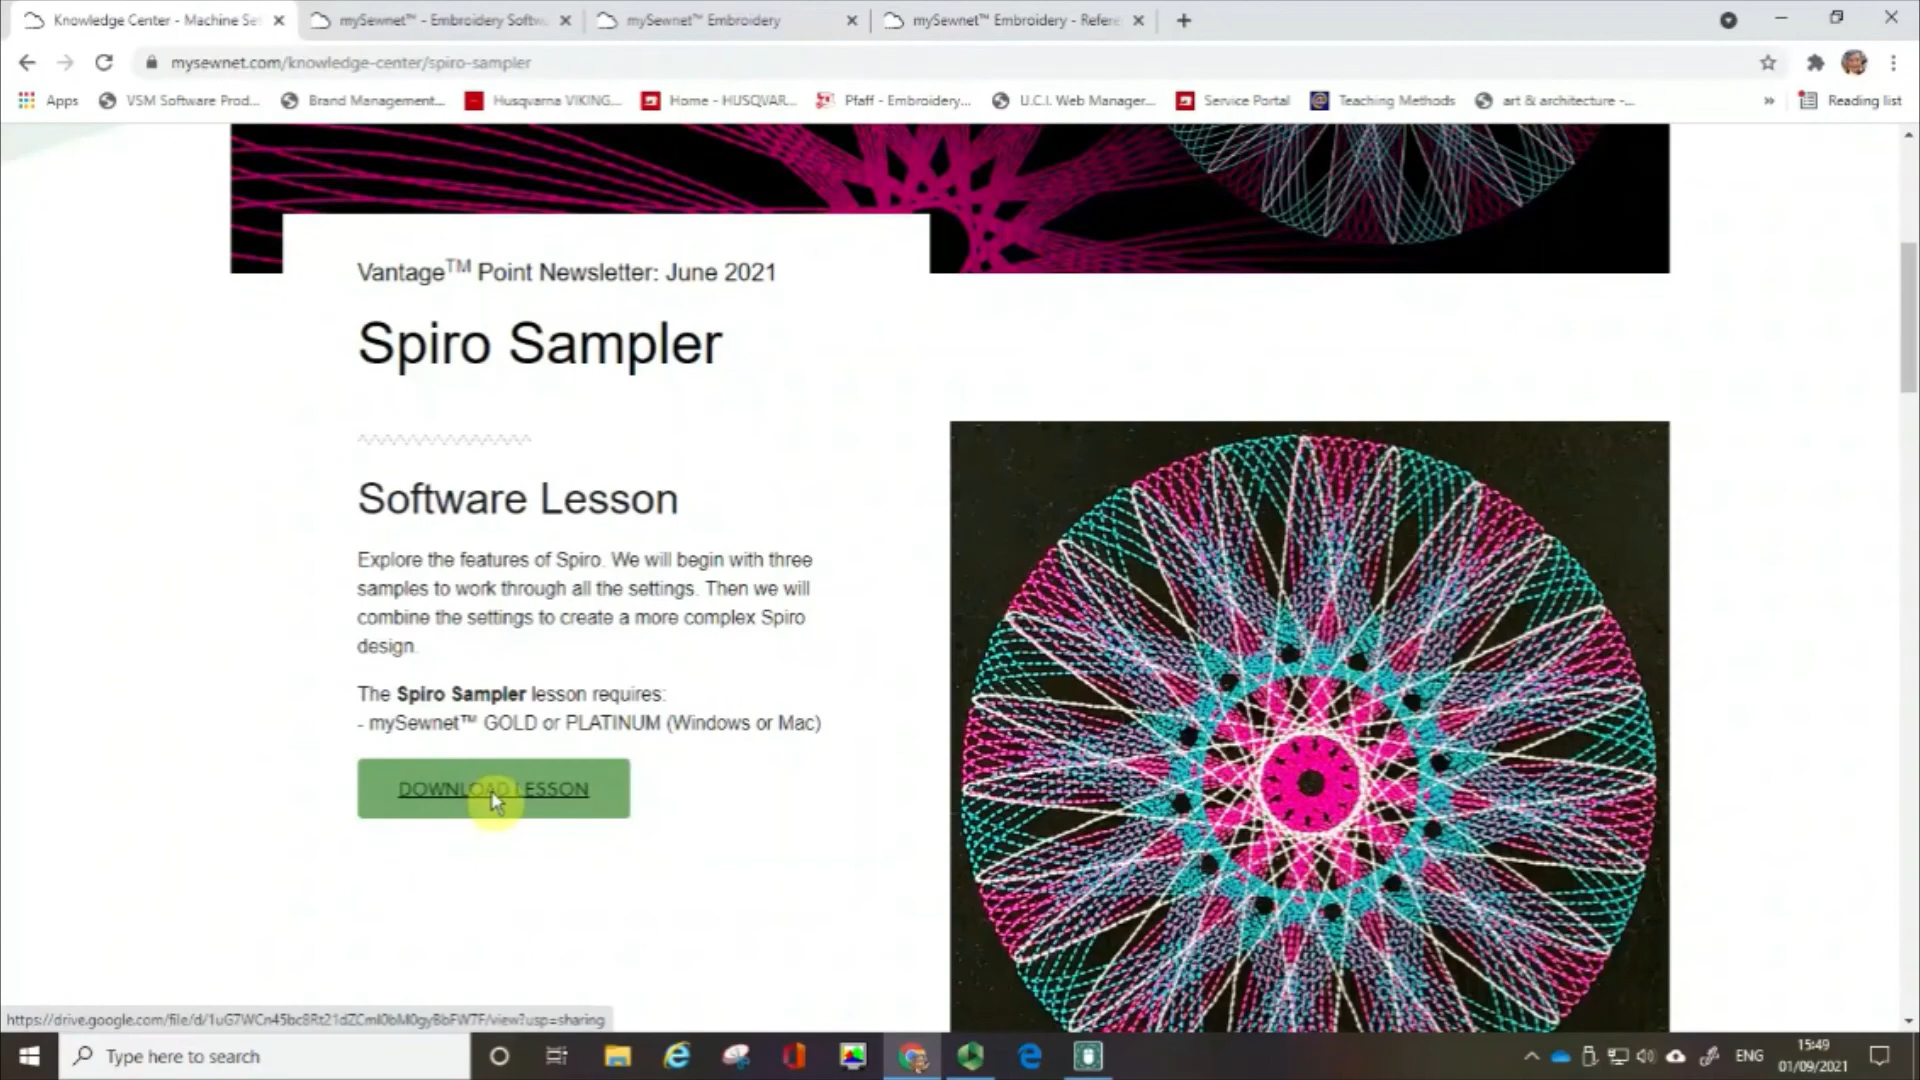 Knowledge Center - Machine Se
mySewnet™ - Embroidery Softw
mySewnet™ Embroidery
mySewnet™ Embroidery - Refere
mysewnet.com/knowledge-center/spiro-sampler
Apps
VSM Software Prod...
Brand Management...
Husqvarna VIKING...
Home - HUSQVAR...
Pfaff - Embroidery...
U.C.I. Web Manager...
Service Portal
Teaching Methods
art & architecture -...
Reading list
Vantage™ Point Newsletter: June 2021
Spiro Sampler
Software Lesson
Explore the features of Spiro. We will begin with three
samples to work through all the settings. Then we will
combine the settings to create a more complex Spiro
design.
The Spiro Sampler lesson requires:
- mySewnet™ GOLD or PLATINUM (Windows or Mac)
DOWNLOAD LESSON
Type here to search
ENG
15:49
01/09/2021